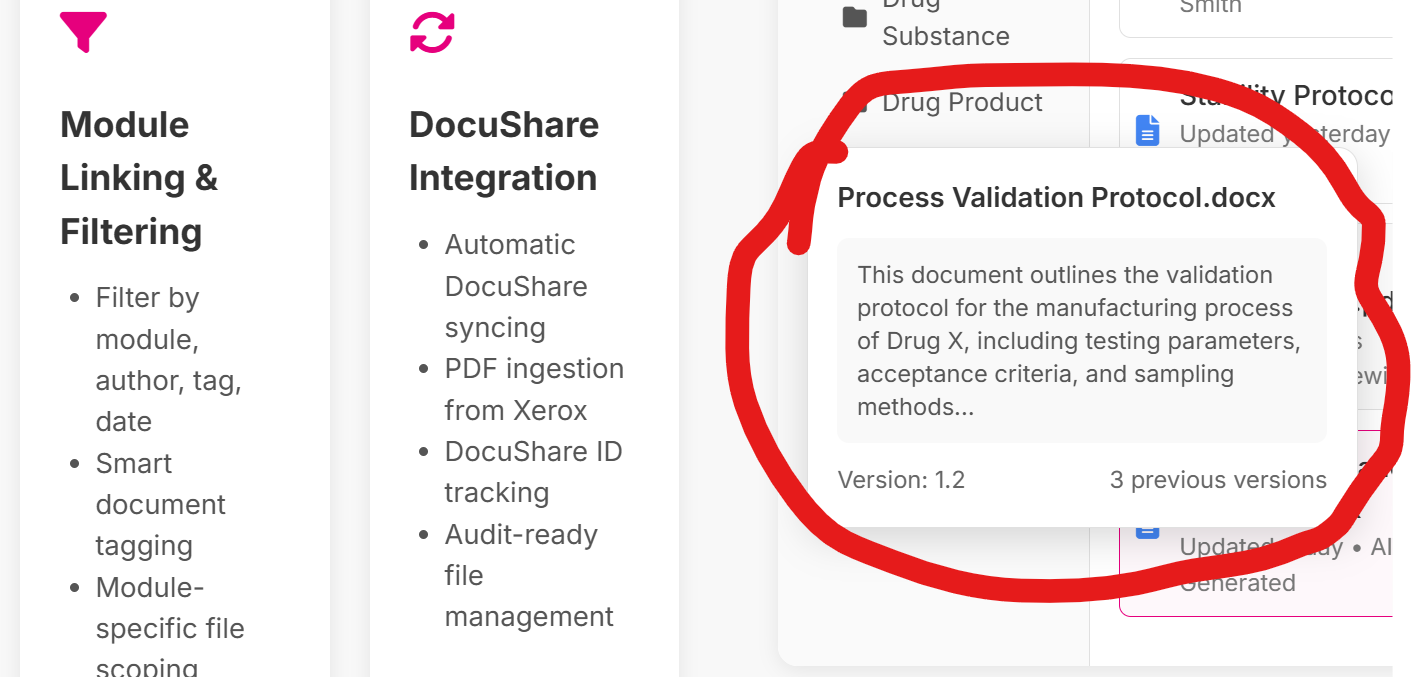 Module
Linking &
Filtering
• Filter by
module,
author, tag,
date
• Smart
document
tagging
• Module-
specific file
scoping
DocuShare
Integration
• Automatic
DocuShare
syncing
• PDF ingestion
from Xerox
• DocuShare ID
tracking
• Audit-ready
file
management
Drug
Substance
Drug Product
Smith
Stability Protoco
Updated yesterday
Process Validation Protocol.docx
This document outlines the validation
protocol for the manufacturing process
of Drug X, including testing parameters,
acceptance criteria, and sampling
methods...
Version: 1.2
3 previous versions
Updated today • AI
Generated